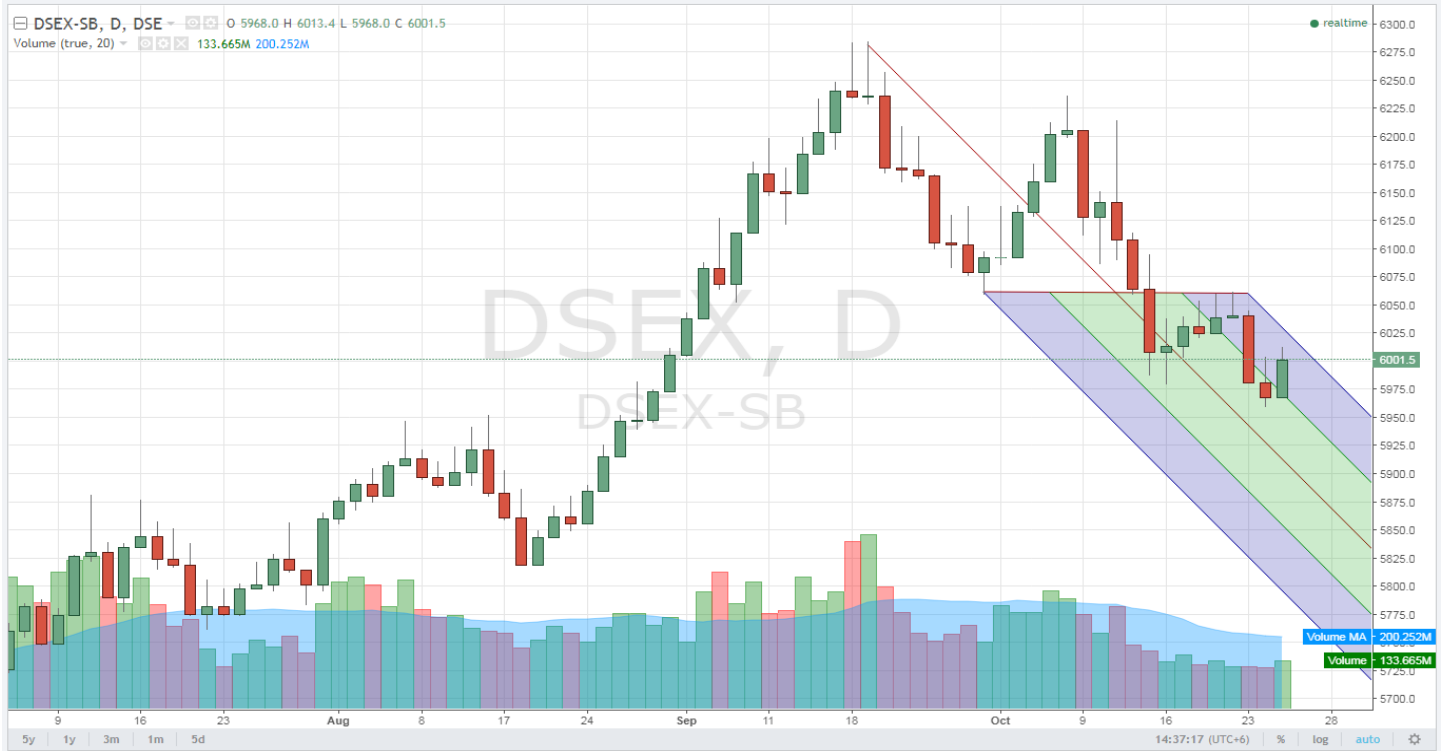 DSEX-SB, D, DSE O 5968.0 H 6013.4 L 5968.0 C 6001.5
realtime
Volume (true, 20) 133.665M 200.252M
6300.0
6275.0
6250.0
6225.0
6200.0
6175.0
6150.0
6125.0
6100.0
6075.0
6050.0
6025.0
6001.5
5975.0
5950.0
5925.0
5900.0
5875.0
5850.0
5825.0
5800.0
5775.0
Volume MA 200.252M
Volume 133.665M
5725.0
5700.0
DSEX, D
DSEX-SB
9 16 23 Aug 8 17 24 Sep 11 18 Oct 9 16 23 28
5y 1y 3m 1m 5d 14:37:17 (UTC+6) % log auto